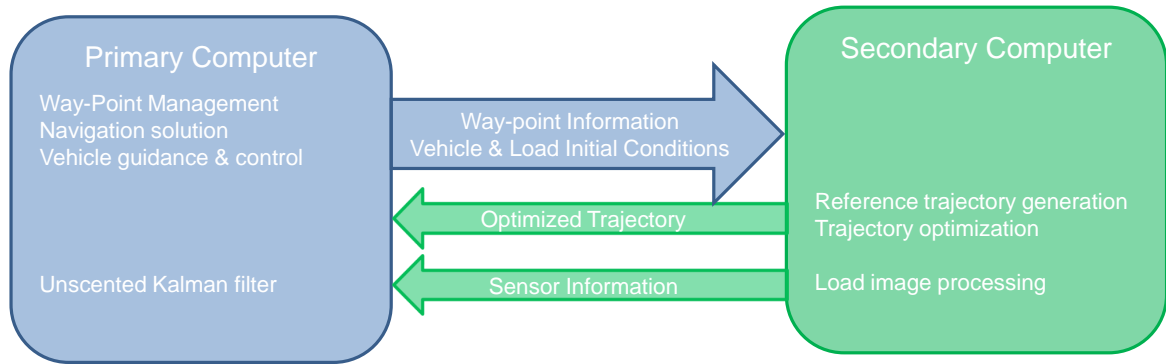 Primary Computer
Way-Point Management
Navigation solution
Vehicle guidance & control
Unscented Kalman filter
Way-point Information
Vehicle & Load Initial Conditions
Optimized Trajectory
Sensor Information
Secondary Computer
Reference trajectory generation
Trajectory optimization
Load image processing